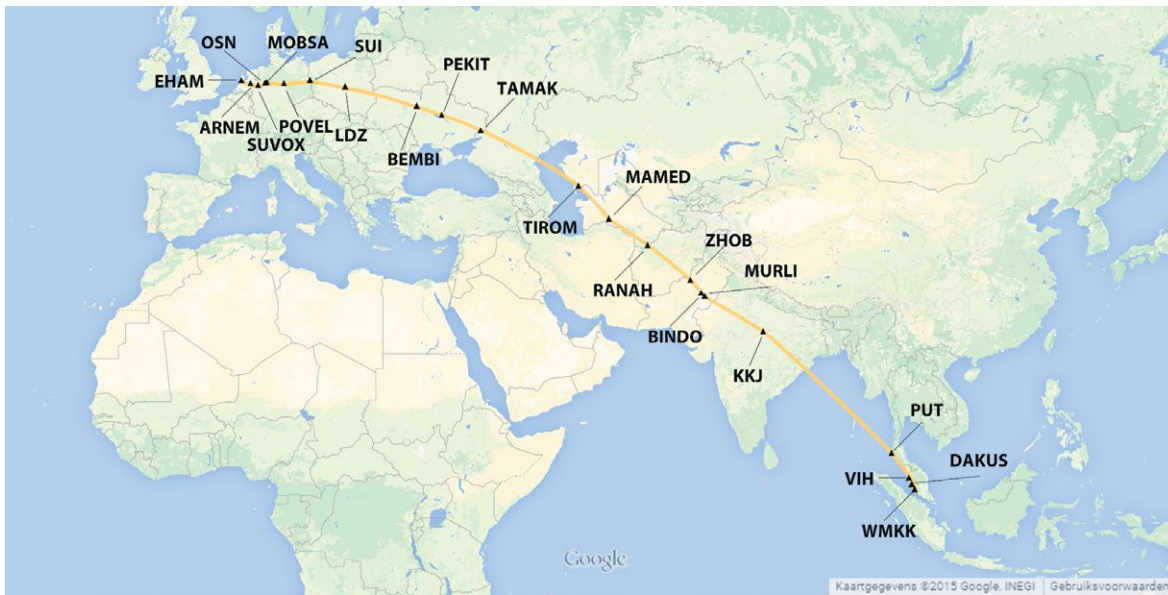 OSN
MOBSA
SUI
PEKIT
EHAM
TAMAK
ARNEM
POVEL
LDZ
SUVOX
BEMBI
MAMED
TIROM
ZHOB
MURLI
RANAH
BINDO
KKJ
PUT
DAKUS
VIH
WMKK
Google
Kaartgegevens ©2015 Google, INEGI
Gebruiksvoorwaarden